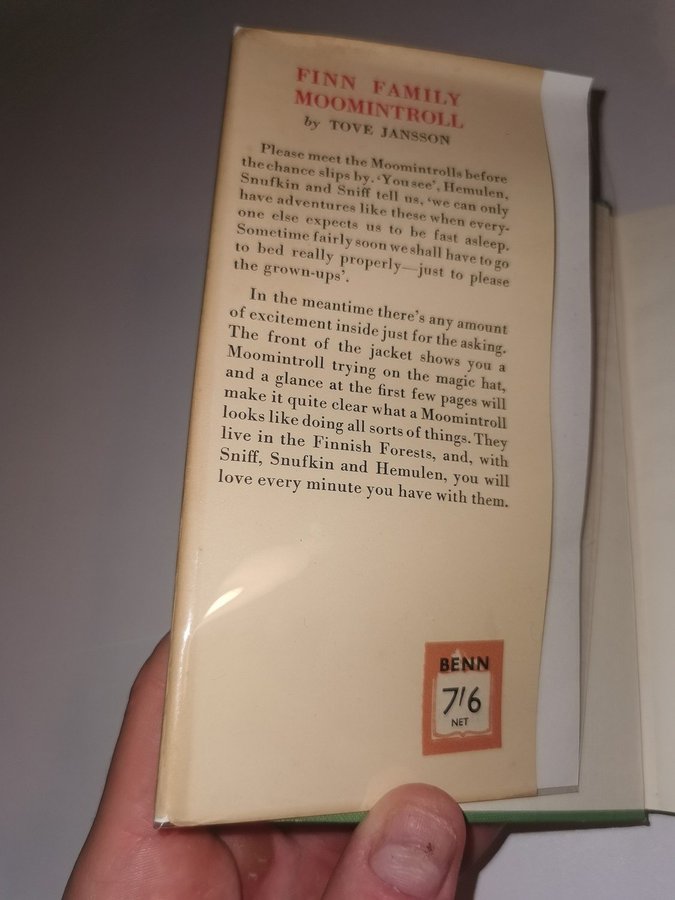 FINN FAMILY
MOOMINTROLL
by TOVE JANSSON
Please meet the Moomintrolls before
the chance slips by. ‘You see’, Hemulen,
Snufkin and Sniff tell us, ‘we can only
have adventures like these when every-
one else expects us to be fast asleep.
Sometime fairly soon we shall have to go
to bed really properly—just to please
the grown-ups’.
In the meantime there’s any amount
of excitement inside just for the asking.
The front of the jacket shows you a
Moomintroll trying on the magic hat,
and a glance at the first few pages will
make it quite clear what a Moomintroll
looks like doing all sorts of things. They
live in the Finnish Forests, and, with
Sniff, Snufkin and Hemulen, you will
love every minute you have with them.
BENN
7/6
NET